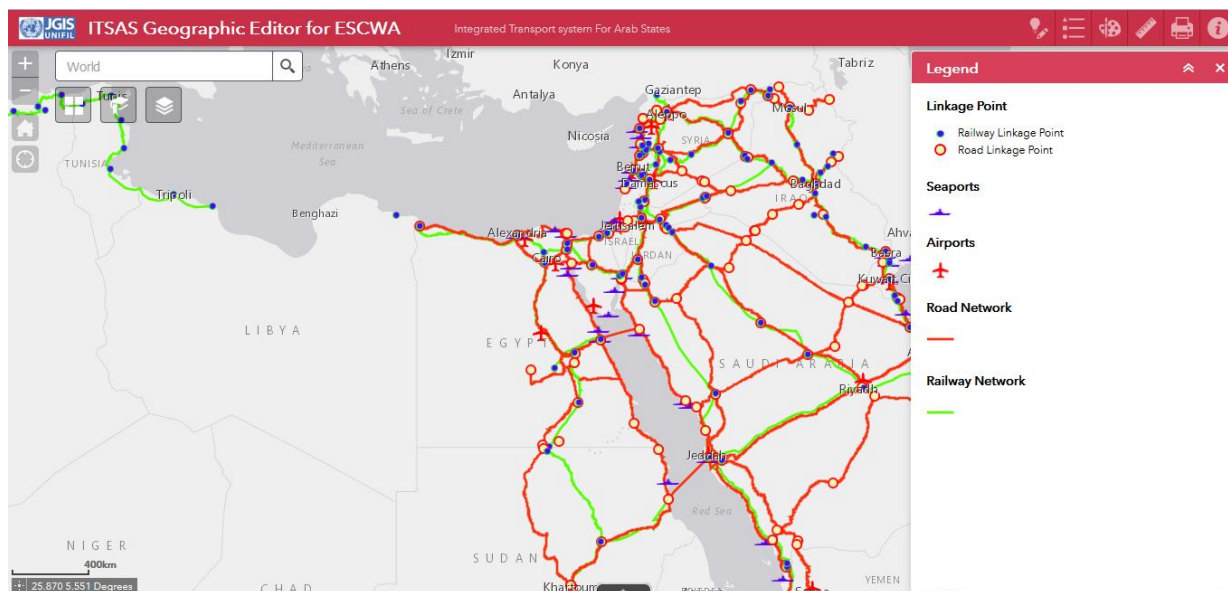 JGIS
UNIFIL
ITSAS Geographic Editor for ESCWA
Integrated Transport system For Arab States
World
Izmir
Athens
Konya
Tabriz
Antalya
Gaziantep
Tunis
Sea of Crete
Mosul
Aleppo
Nicosia
SYRIA
Mediterranean
Sea
TUNISIA
Beirut
Damascus
Baghdad
IRAQ
Tripoli
Benghazi
Alexandria
Jerusalem
ISRAEL
Cairo
JORDAN
Ahva
Basra
Kuwait Ci
LIBYA
EGYPT
SAUDI ARABIA
Riyadh
Jeddah
Red Sea
NIGER
SUDAN
CHAD
Khartoum
YEMEN
400km
25.870 5.551 Degrees
Legend
Linkage Point
Railway Linkage Point
Road Linkage Point
Seaports
Airports
Road Network
Railway Network